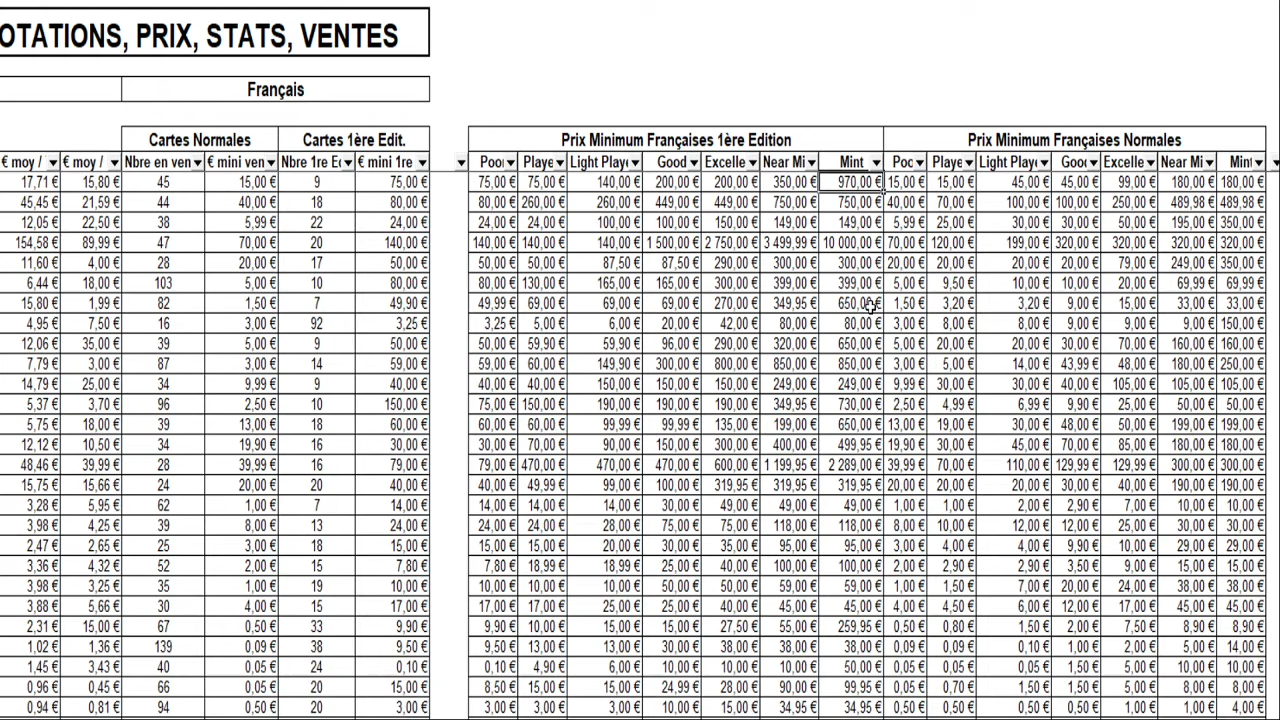 OTATIONS, PRIX, STATS, VENTES
Français
Cartes Normales Cartes 1ère Edit. Prix Minimum Françaises 1ère Edition Prix Minimum Françaises Normales
€ moy / € moy / Nbre en ven € mini ven Nbre 1re Ec € mini 1re Pooi Playe Light Playe Good Excelle Near Mi Mint Poc Playe Light Playe Good Excelle Near Mi Mint
17,71 € 15,80 € 45 15,00 € 9 75,00 € 75,00 € 75,00 € 140,00 € 200,00 € 200,00 € 350,00 € 970,00 € 15,00 € 15,00 € 45,00 € 45,00 € 99,00 € 180,00 € 180,00 €
45,45 € 21,59 € 44 40,00 € 18 80,00 € 80,00 € 260,00 € 260,00 € 449,00 € 449,00 € 750,00 € 750,00 € 40,00 € 70,00 € 100,00 € 100,00 € 250,00 € 489,98 € 489,98 €
12,05 € 22,50 € 38 5,99 € 22 24,00 € 24,00 € 24,00 € 100,00 € 100,00 € 150,00 € 149,00 € 149,00 € 5,99 € 25,00 € 30,00 € 30,00 € 50,00 € 195,00 € 350,00 €
154,58 € 89,99 € 47 70,00 € 20 140,00 € 140,00 € 140,00 € 140,00 € 1 500,00 € 2 750,00 € 3 499,99 € 10 000,00 € 70,00 € 120,00 € 199,00 € 320,00 € 320,00 € 320,00 € 320,00 €
11,60 € 4,00 € 28 20,00 € 17 50,00 € 50,00 € 50,00 € 87,50 € 87,50 € 290,00 € 300,00 € 300,00 € 20,00 € 20,00 € 20,00 € 20,00 € 79,00 € 249,00 € 350,00 €
6,44 € 18,00 € 103 5,00 € 10 80,00 € 80,00 € 130,00 € 165,00 € 165,00 € 300,00 € 399,00 € 399,00 € 5,00 € 9,50 € 10,00 € 10,00 € 20,00 € 69,99 € 69,99 €
15,80 € 1,99 € 82 1,50 € 7 49,90 € 49,99 € 69,00 € 69,00 € 69,00 € 270,00 € 349,95 € 650,00 € 1,50 € 3,20 € 3,20 € 9,00 € 15,00 € 33,00 € 33,00 €
4,95 € 7,50 € 16 3,00 € 92 3,25 € 3,25 € 5,00 € 6,00 € 20,00 € 42,00 € 80,00 € 80,00 € 3,00 € 8,00 € 8,00 € 9,00 € 9,00 € 9,00 € 150,00 €
12,06 € 35,00 € 39 5,00 € 9 50,00 € 50,00 € 59,90 € 59,90 € 96,00 € 290,00 € 320,00 € 650,00 € 5,00 € 20,00 € 20,00 € 30,00 € 70,00 € 160,00 € 160,00 €
7,79 € 3,00 € 87 3,00 € 14 59,00 € 59,00 € 60,00 € 149,90 € 300,00 € 800,00 € 850,00 € 850,00 € 3,00 € 5,00 € 14,00 € 43,99 € 48,00 € 180,00 € 250,00 €
14,79 € 25,00 € 34 9,99 € 9 40,00 € 40,00 € 40,00 € 150,00 € 150,00 € 150,00 € 249,00 € 249,00 € 9,99 € 30,00 € 30,00 € 40,00 € 105,00 € 105,00 € 105,00 €
5,37 € 3,70 € 96 2,50 € 10 150,00 € 75,00 € 150,00 € 190,00 € 190,00 € 190,00 € 349,95 € 730,00 € 2,50 € 4,99 € 6,99 € 9,90 € 25,00 € 50,00 € 50,00 €
5,75 € 18,00 € 39 13,00 € 18 60,00 € 60,00 € 60,00 € 99,99 € 99,99 € 135,00 € 199,00 € 650,00 € 13,00 € 19,00 € 30,00 € 48,00 € 50,00 € 199,00 € 199,00 €
12,12 € 10,50 € 34 19,90 € 16 30,00 € 30,00 € 70,00 € 90,00 € 150,00 € 300,00 € 400,00 € 499,95 € 19,90 € 30,00 € 45,00 € 70,00 € 85,00 € 180,00 € 180,00 €
48,46 € 39,99 € 28 39,99 € 16 79,00 € 79,00 € 470,00 € 470,00 € 470,00 € 600,00 € 1 199,95 € 2 289,00 € 39,99 € 70,00 € 110,00 € 129,99 € 129,99 € 300,00 € 300,00 €
15,75 € 15,66 € 24 20,00 € 20 40,00 € 40,00 € 49,99 € 99,00 € 100,00 € 319,95 € 319,95 € 319,95 € 20,00 € 20,00 € 20,00 € 30,00 € 40,00 € 190,00 € 190,00 €
3,28 € 5,95 € 62 1,00 € 7 14,00 € 14,00 € 14,00 € 14,00 € 30,00 € 49,00 € 49,00 € 49,00 € 1,00 € 1,00 € 2,00 € 2,90 € 7,00 € 10,00 € 10,00 €
3,98 € 4,25 € 39 8,00 € 13 24,00 € 24,00 € 24,00 € 28,00 € 75,00 € 75,00 € 118,00 € 118,00 € 8,00 € 10,00 € 12,00 € 12,00 € 25,00 € 30,00 € 30,00 €
2,47 € 2,65 € 25 3,00 € 18 15,00 € 15,00 € 15,00 € 20,00 € 30,00 € 35,00 € 95,00 € 95,00 € 3,00 € 4,00 € 4,00 € 9,90 € 10,00 € 29,00 € 29,00 €
3,36 € 4,32 € 52 2,00 € 15 7,80 € 7,80 € 18,99 € 18,99 € 25,00 € 40,00 € 100,00 € 100,00 € 2,00 € 2,90 € 2,90 € 3,50 € 9,00 € 15,00 € 15,00 €
3,98 € 3,25 € 35 1,00 € 19 10,00 € 10,00 € 10,00 € 10,00 € 50,00 € 50,00 € 59,00 € 59,00 € 1,00 € 1,50 € 7,00 € 20,00 € 24,00 € 38,00 € 38,00 €
3,88 € 5,66 € 30 4,00 € 15 17,00 € 17,00 € 17,00 € 25,00 € 25,00 € 40,00 € 45,00 € 45,00 € 4,00 € 4,50 € 6,00 € 12,00 € 17,00 € 45,00 € 45,00 €
2,31 € 15,00 € 67 0,50 € 33 9,90 € 9,90 € 10,00 € 15,00 € 15,00 € 27,50 € 55,00 € 259,95 € 0,50 € 0,80 € 1,50 € 2,00 € 7,50 € 8,90 € 8,90 €
1,02 € 1,36 € 139 0,09 € 38 9,50 € 9,50 € 13,00 € 13,00 € 30,00 € 38,00 € 38,00 € 38,00 € 0,09 € 0,09 € 0,10 € 1,00 € 2,00 € 5,00 € 14,00 €
1,45 € 3,43 € 40 0,05 € 24 0,10 € 0,10 € 4,90 € 6,00 € 10,00 € 10,00 € 10,00 € 50,00 € 0,05 € 0,05 € 0,05 € 1,50 € 5,00 € 10,00 € 10,00 €
0,96 € 0,45 € 66 0,05 € 20 15,00 € 8,50 € 15,00 € 15,00 € 24,99 € 28,00 € 90,00 € 99,95 € 0,05 € 0,70 € 1,50 € 1,50 € 5,00 € 8,00 € 8,00 €
0,94 € 0,81 € 94 0,50 € 20 3,00 € 3,00 € 3,00 € 3,00 € 10,00 € 15,00 € 34,95 € 34,95 € 0,50 € 0,50 € 0,50 € 0,50 € 1,00 € 1,00 € 4,00 €